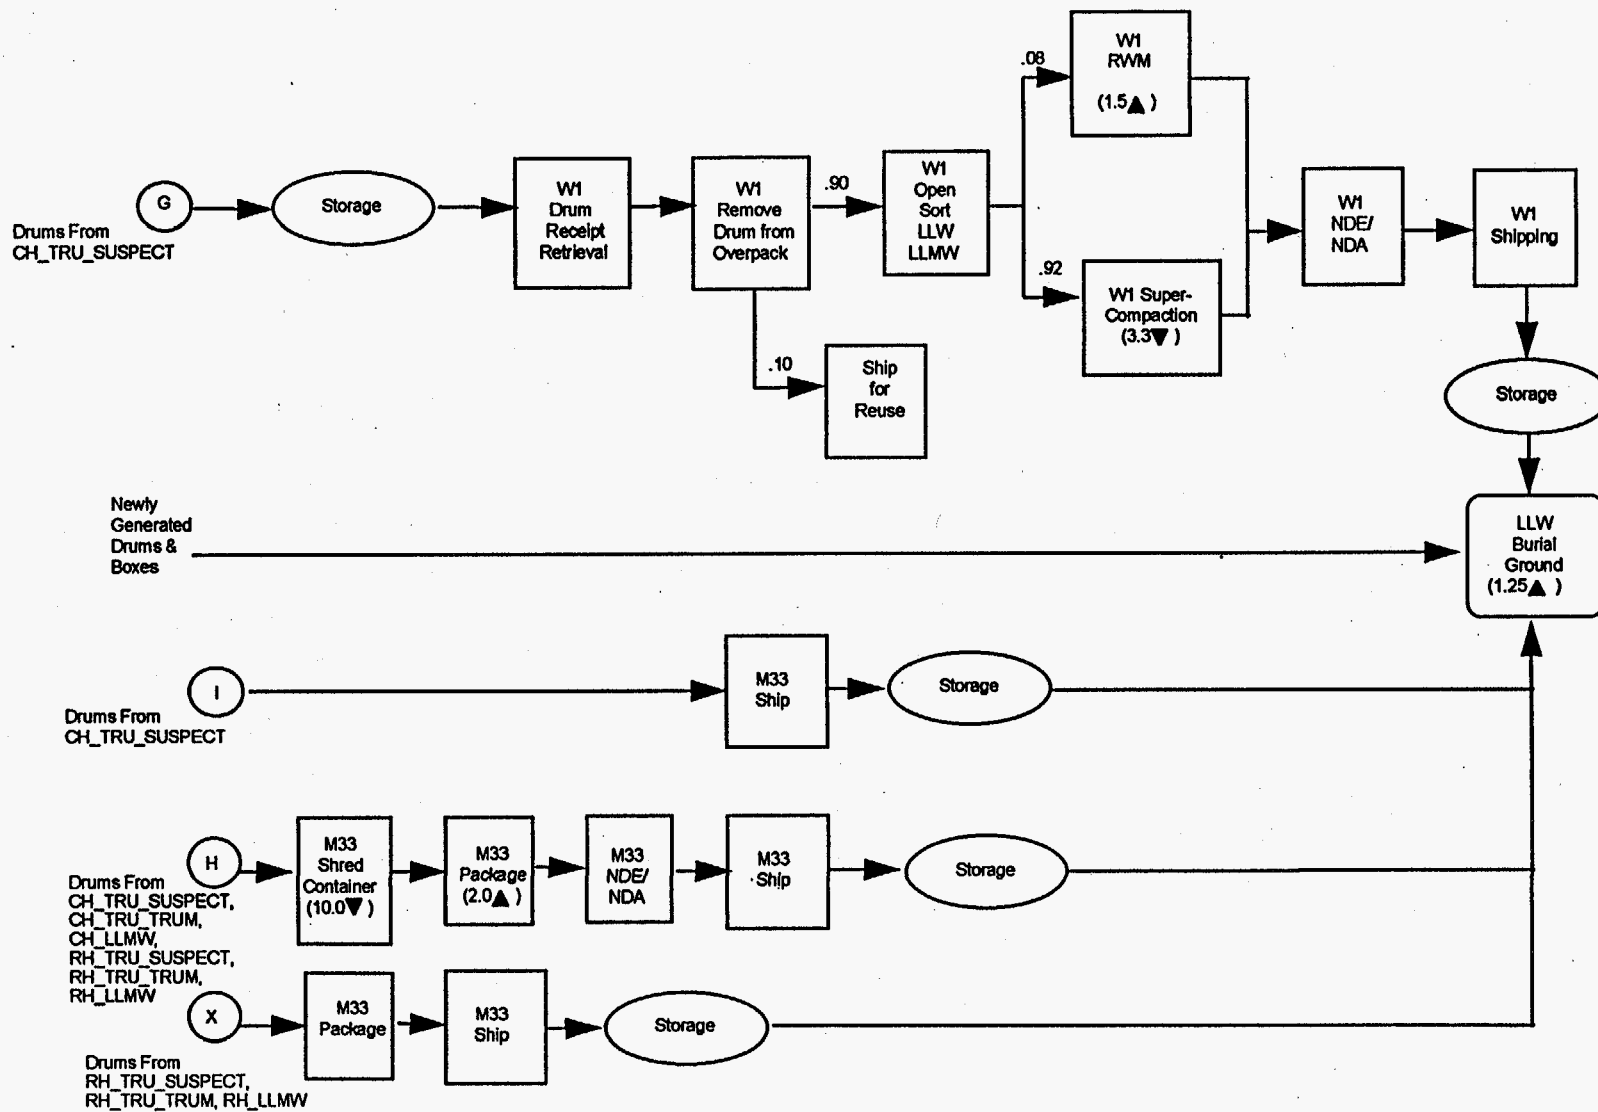 W1
RWM
(1.5▲ )
.08
G
Drums From
CH_TRU_SUSPECT
Storage
W1
Drum
Receipt
Retrieval
W1
Remove
Drum from
Overpack
.90
W1
Open
Sort
LLW
LLMW
.92
W1 Super-
Compaction
(3.3▼ )
W1
NDE/
NDA
W1
Shipping
.10
Ship
for
Reuse
Storage
Newly
Generated
Drums &
Boxes
LLW
Burial
Ground
(1.25▲ )
I
Drums From
CH_TRU_SUSPECT
M33
Ship
Storage
H
Drums From
CH_TRU_SUSPECT,
CH_TRU_TRUM,
CH_LLMW,
RH_TRU_SUSPECT,
RH_TRU_TRUM,
RH_LLMW
M33
Shred
Container
(10.0▼ )
M33
Package
(2.0▲ )
M33
NDE/
NDA
M33
Ship
Storage
X
Drums From
RH_TRU_SUSPECT,
RH_TRU_TRUM, RH_LLMW
M33
Package
M33
Ship
Storage